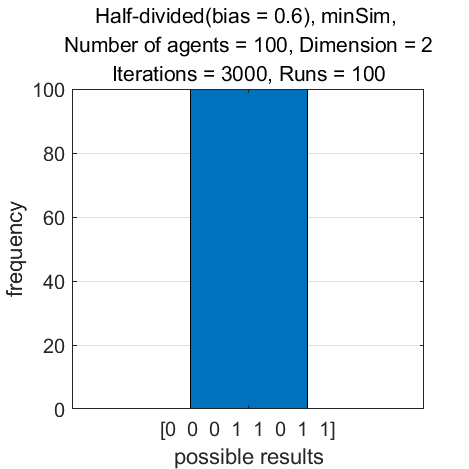 Half-divided(bias = 0.6), minSim,
Number of agents = 100, Dimension = 2
Iterations = 3000, Runs = 100
100
80
60
40
20
0
frequency
[0 0 0 1 1 0 1 1]
possible results